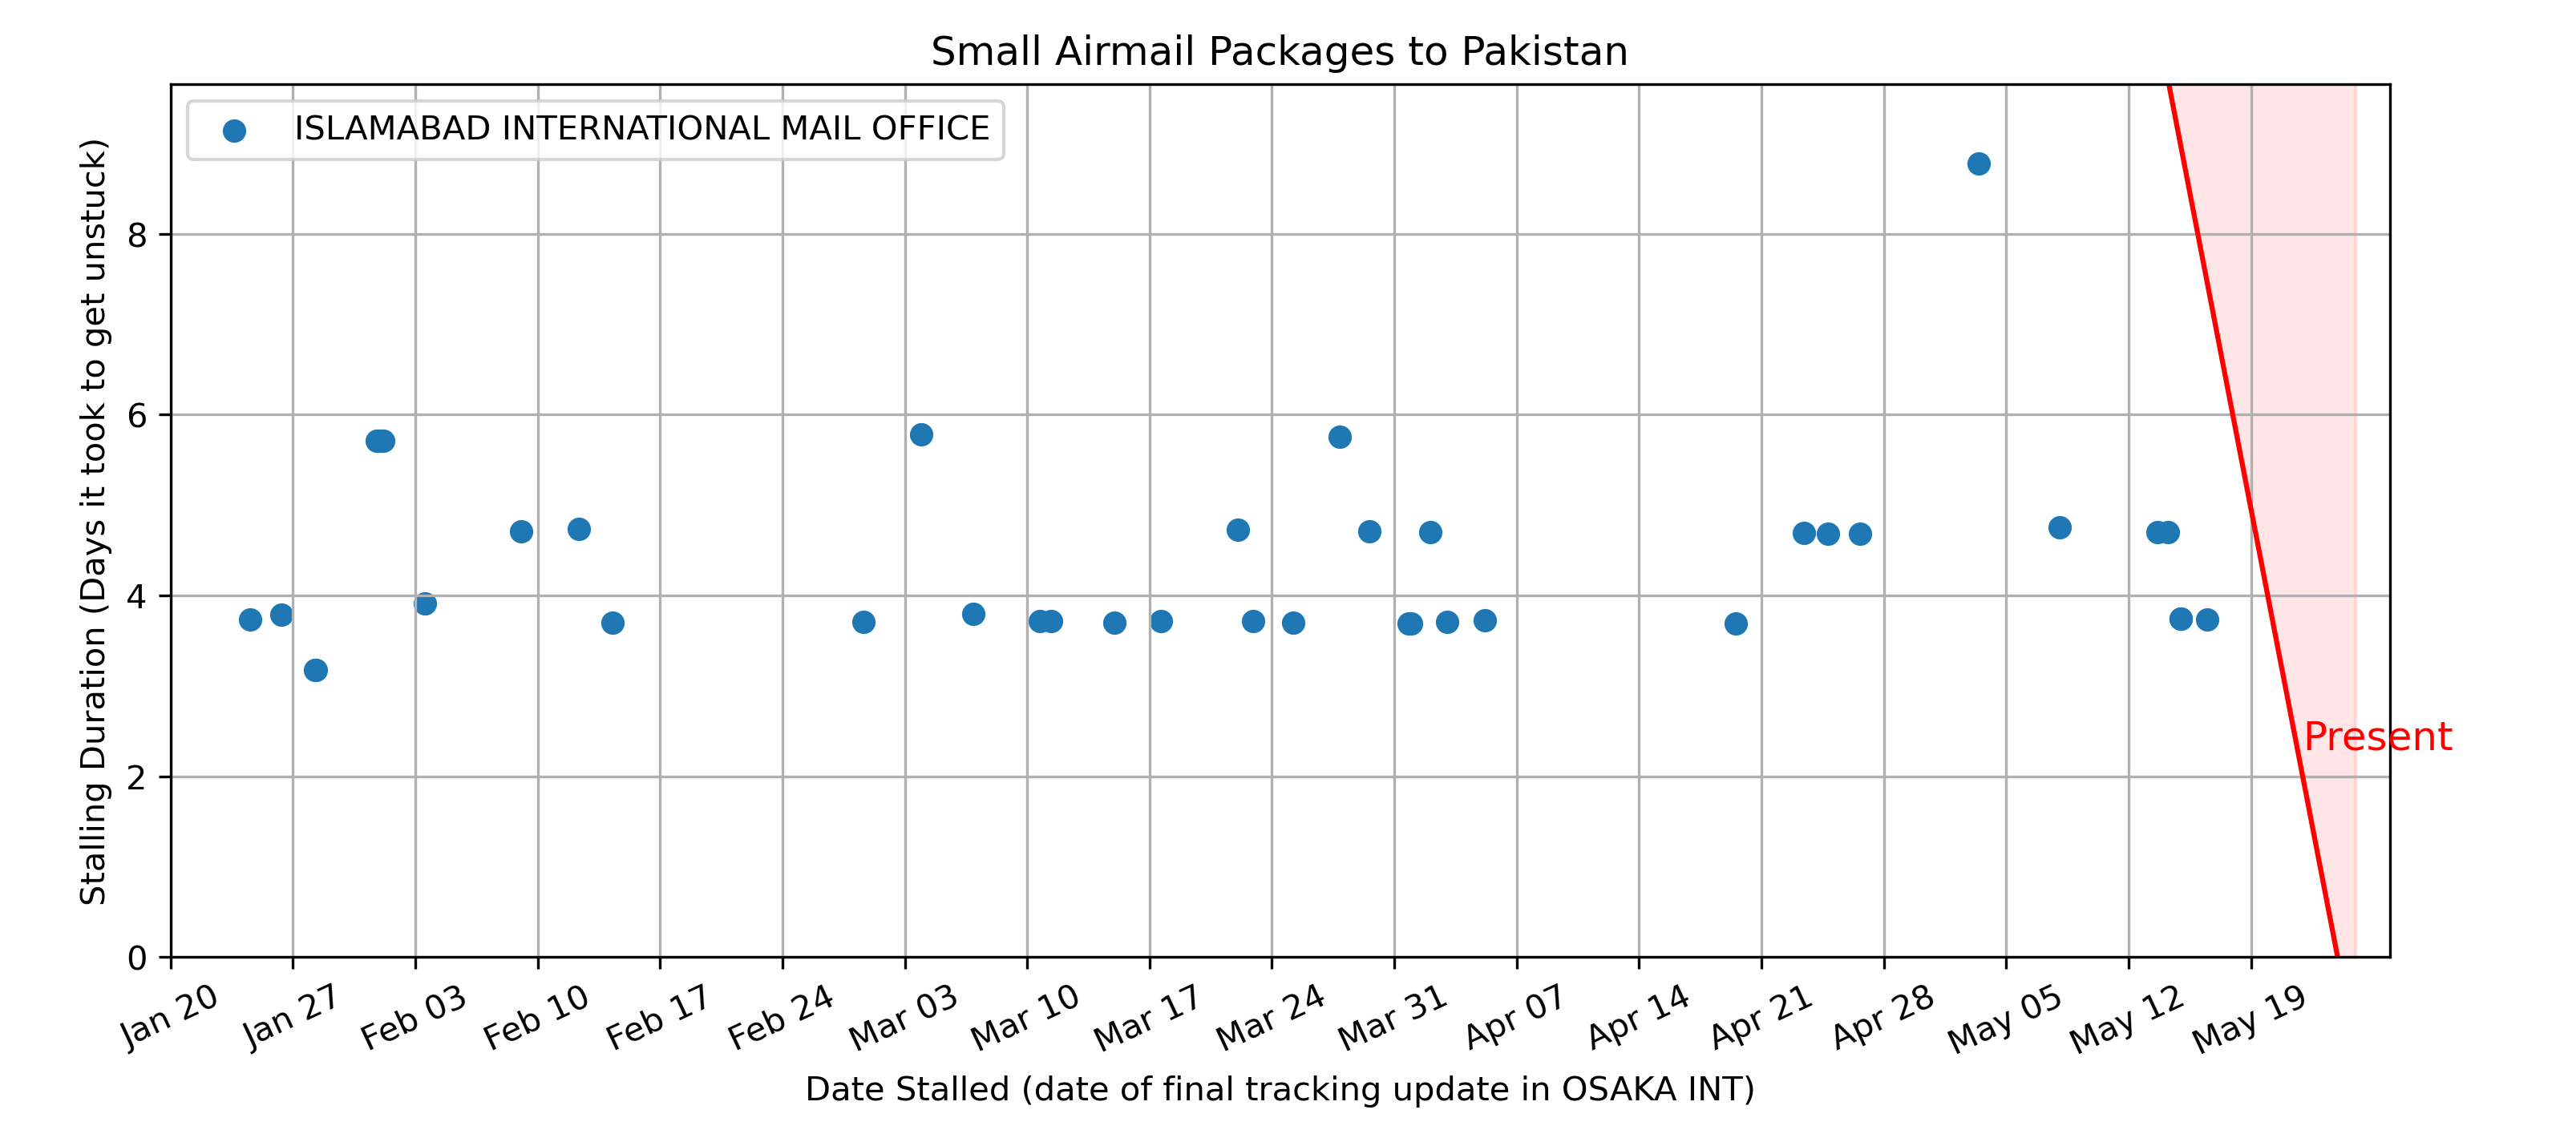 Small Airmail Packages to Pakistan
ISLAMABAD INTERNATIONAL MAIL OFFICE
Stalling Duration (Days it took to get unstuck)
8
6
4
2
0
Present
Jan 20
Jan 27
Feb 03
Feb 10
Feb 17
Feb 24
Mar 03
Mar 10
Mar 17
Mar 24
Mar 31
Apr 07
Apr 14
Apr 21
Apr 28
May 05
May 12
May 19
Date Stalled (date of final tracking update in OSAKA INT)